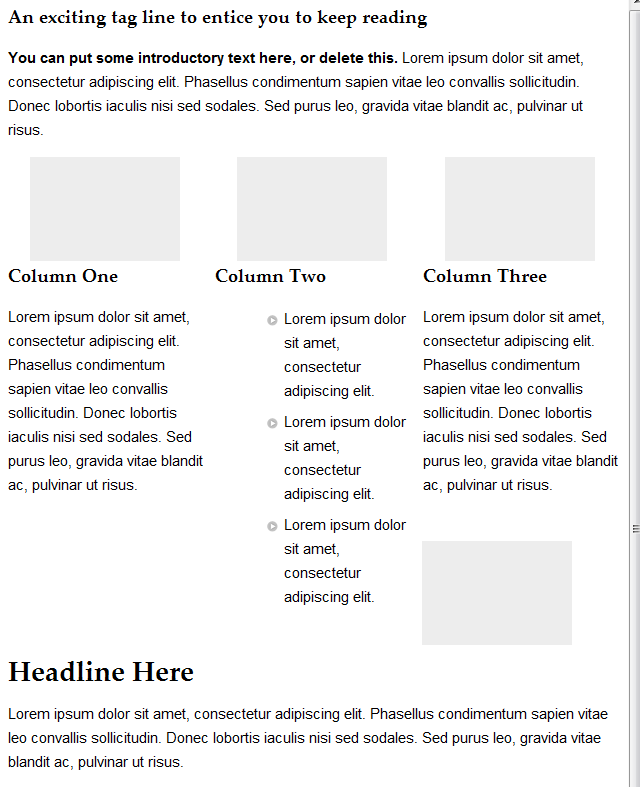 An exciting tag line to entice you to keep reading
You can put some introductory text here, or delete this. Lorem ipsum dolor sit amet,
consectetur adipiscing elit. Phasellus condimentum sapien vitae leo convallis sollicitudin.
Donec lobortis iaculis nisi sed sodales. Sed purus leo, gravida vitae blandit ac, pulvinar ut
risus.
Column One
Lorem ipsum dolor sit amet,
consectetur adipiscing elit.
Phasellus condimentum
sapien vitae leo convallis
sollicitudin. Donec lobortis
iaculis nisi sed sodales. Sed
purus leo, gravida vitae blandit
ac, pulvinar ut risus.
Column Two
Lorem ipsum dolor
sit amet,
consectetur
adipiscing elit.
Lorem ipsum dolor
sit amet,
consectetur
adipiscing elit.
Lorem ipsum dolor
sit amet,
consectetur
adipiscing elit.
Column Three
Lorem ipsum dolor sit amet,
consectetur adipiscing elit.
Phasellus condimentum
sapien vitae leo convallis
sollicitudin. Donec lobortis
iaculis nisi sed sodales. Sed
purus leo, gravida vitae blandit
ac, pulvinar ut risus.
Headline Here
Lorem ipsum dolor sit amet, consectetur adipiscing elit. Phasellus condimentum sapien vitae
leo convallis sollicitudin. Donec lobortis iaculis nisi sed sodales. Sed purus leo, gravida vitae
blandit ac, pulvinar ut risus.